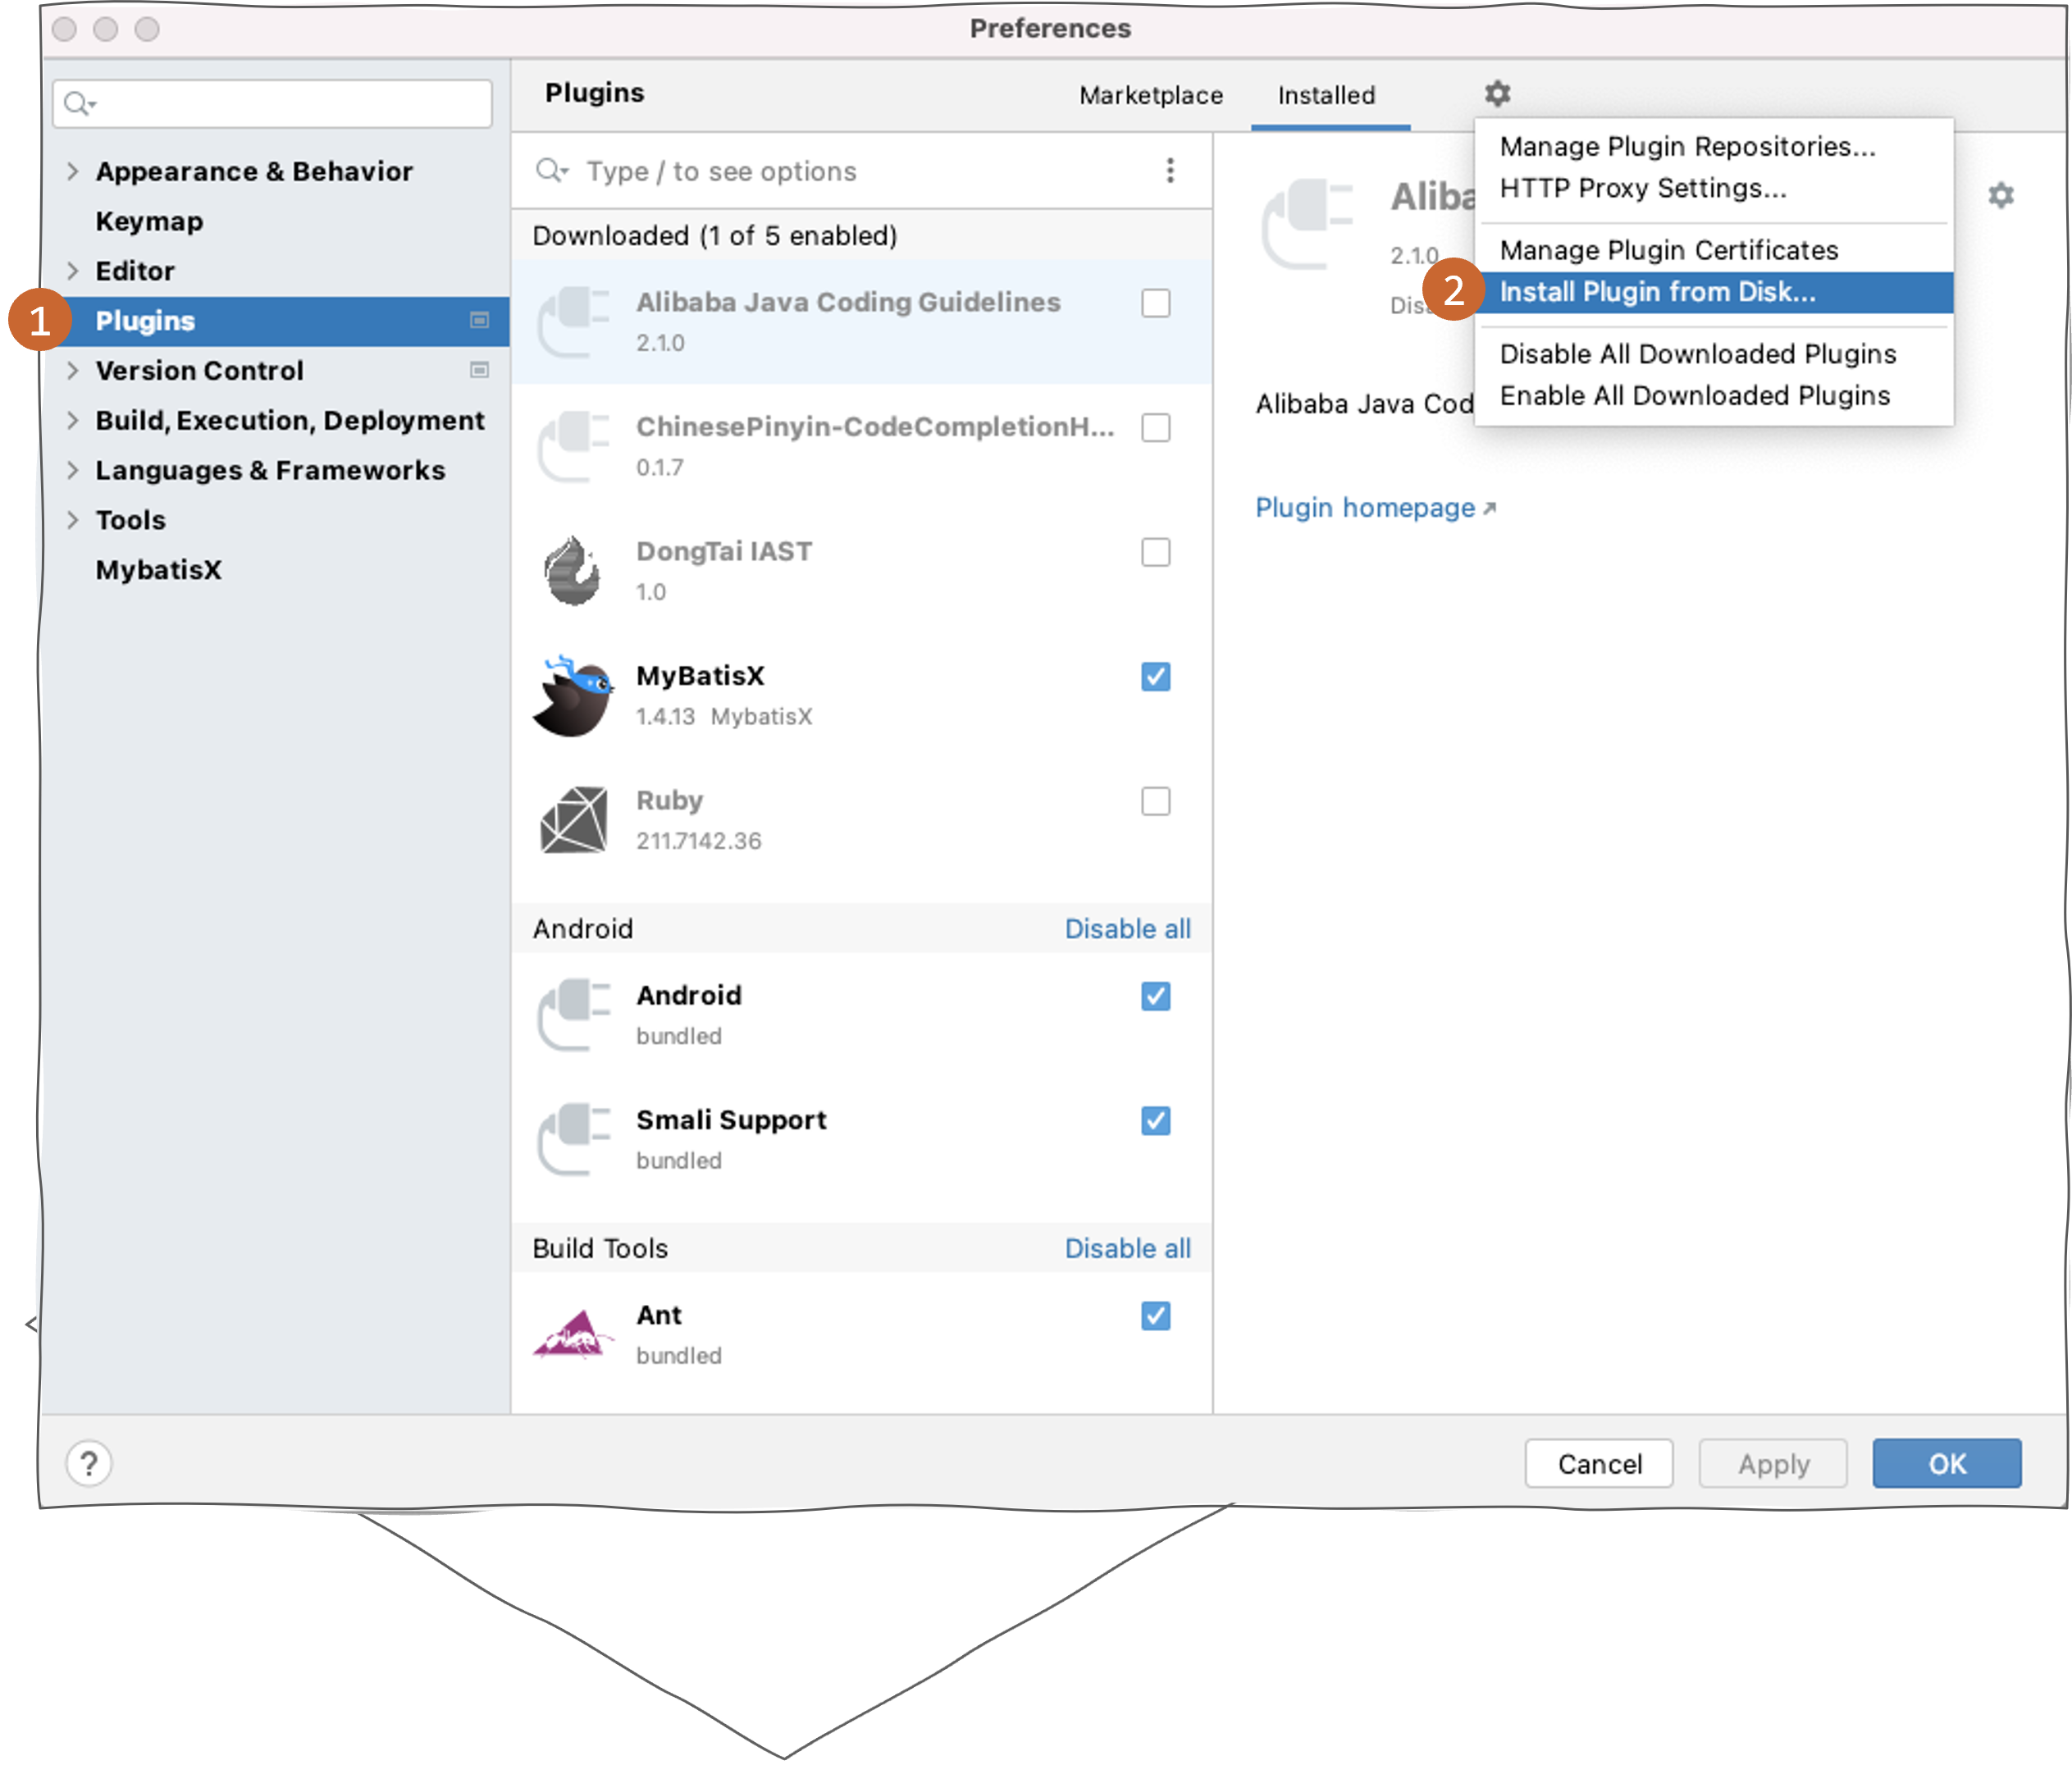 Preferences
Plugins
Marketplace
Installed
Appearance & Behavior
Keymap
Editor
1
Plugins
Version Control
Build, Execution, Deployment
Languages & Frameworks
Tools
MybatisX
Type / to see options
Downloaded (1 of 5 enabled)
Alibaba Java Coding Guidelines
2.1.0
ChinesePinyin-CodeCompletionH...
0.1.7
DongTai IAST
1.0
MyBatisX
1.4.13 MybatisX
Ruby
211.7142.36
Android
Disable all
Android
bundled
Smali Support
bundled
Build Tools
Disable all
Ant
bundled
Aliba
2.1.0
Dis
Alibaba Java Cod
Plugin homepage
Manage Plugin Repositories...
HTTP Proxy Settings...
Manage Plugin Certificates
2
Install Plugin from Disk...
Disable All Downloaded Plugins
Enable All Downloaded Plugins
?
Cancel
Apply
OK